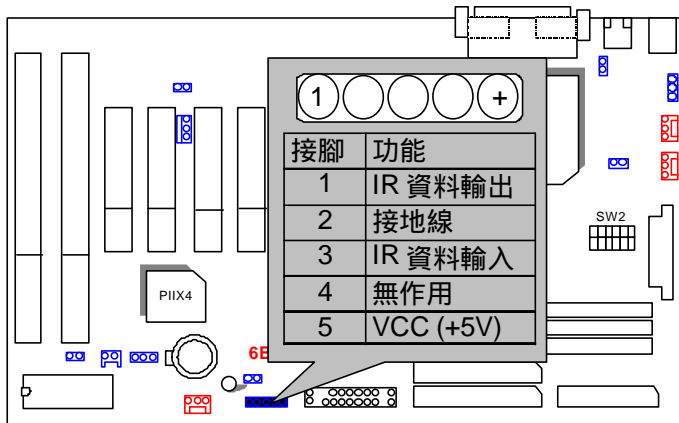 1 +
接腳 功能
1 IR 資料輸出
2 接地線
3 IR 資料輸入
4 無作用
5 VCC (+5V)
SW2
PIIX4